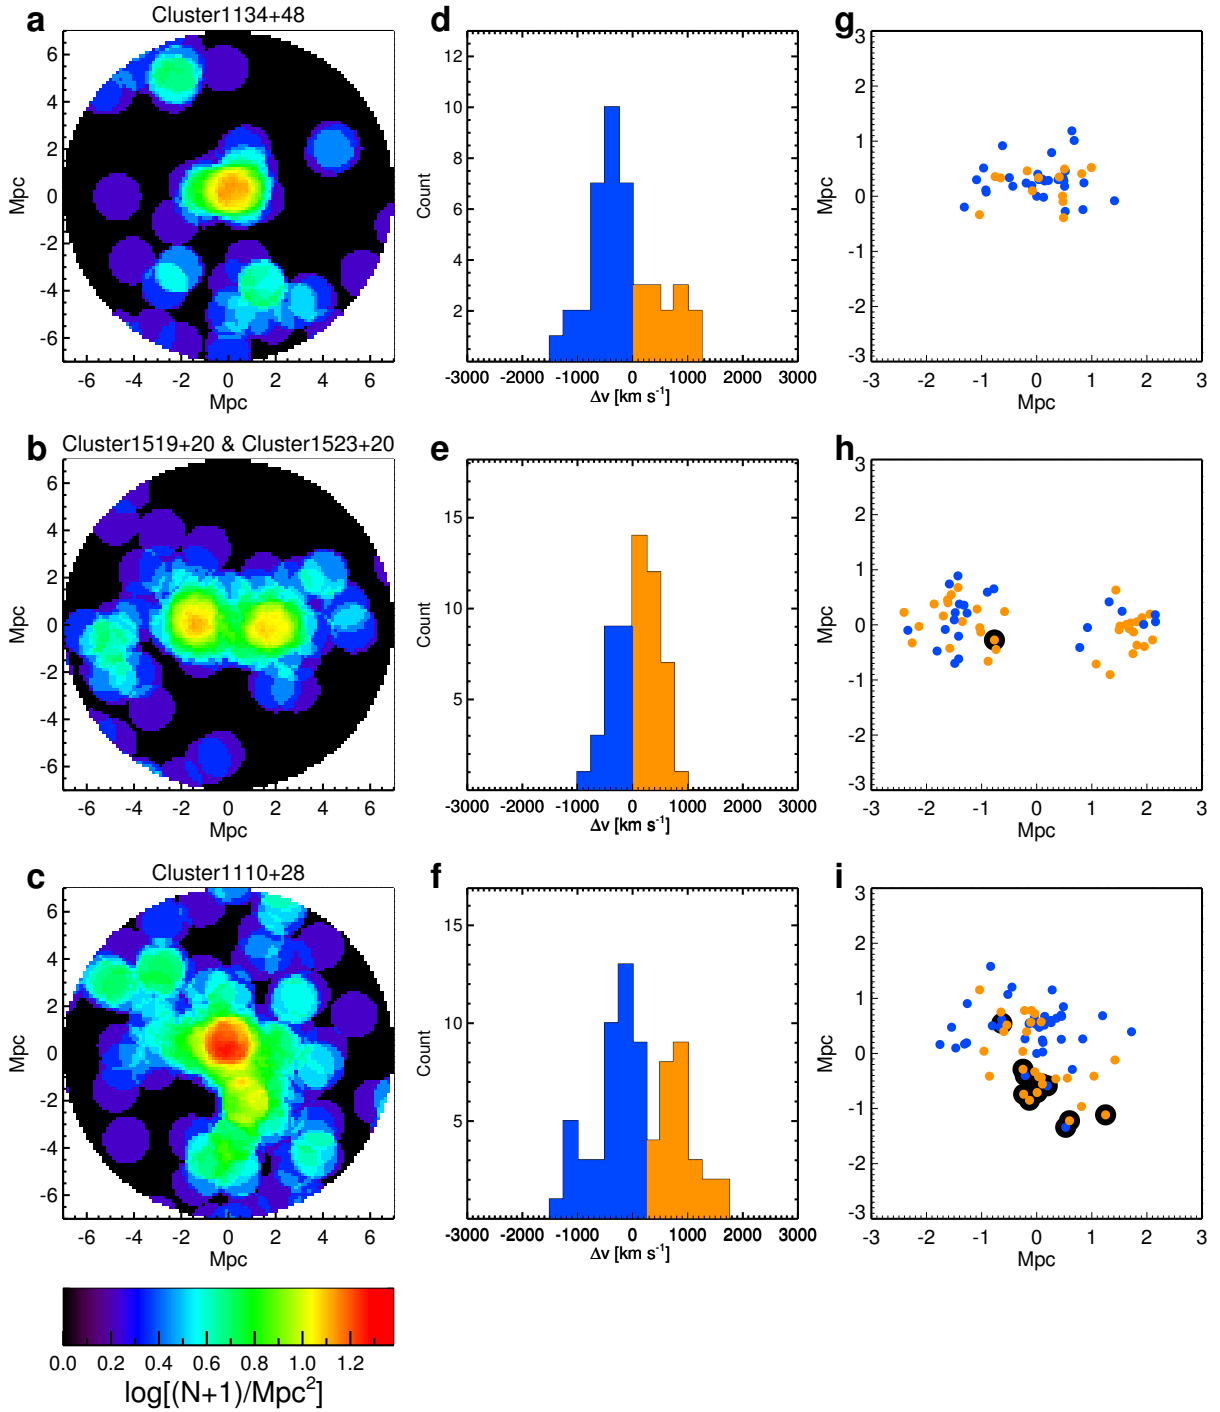 a
Cluster1134+48
Mpc
6
4
2
0
-2
-4
-6
-6 -4 -2 0 2 4 6
Mpc
d
Count
12
10
8
6
4
2
-3000 -2000 -1000 0 1000 2000 3000
Δv [km s⁻¹]
g
Mpc
3
2
1
0
-1
-2
-3
-3 -2 -1 0 1 2 3
Mpc
b
Cluster1519+20 & Cluster1523+20
Mpc
6
4
2
0
-2
-4
-6
-6 -4 -2 0 2 4 6
Mpc
e
Count
15
10
5
-3000 -2000 -1000 0 1000 2000 3000
Δv [km s⁻¹]
h
Mpc
3
2
1
0
-1
-2
-3
-3 -2 -1 0 1 2 3
Mpc
c
Cluster1110+28
Mpc
6
4
2
0
-2
-4
-6
-6 -4 -2 0 2 4 6
Mpc
f
Count
15
10
5
-3000 -2000 -1000 0 1000 2000 3000
Δv [km s⁻¹]
i
Mpc
3
2
1
0
-1
-2
-3
-3 -2 -1 0 1 2 3
Mpc
0.0 0.2 0.4 0.6 0.8 1.0 1.2
log[(N+1)/Mpc²]